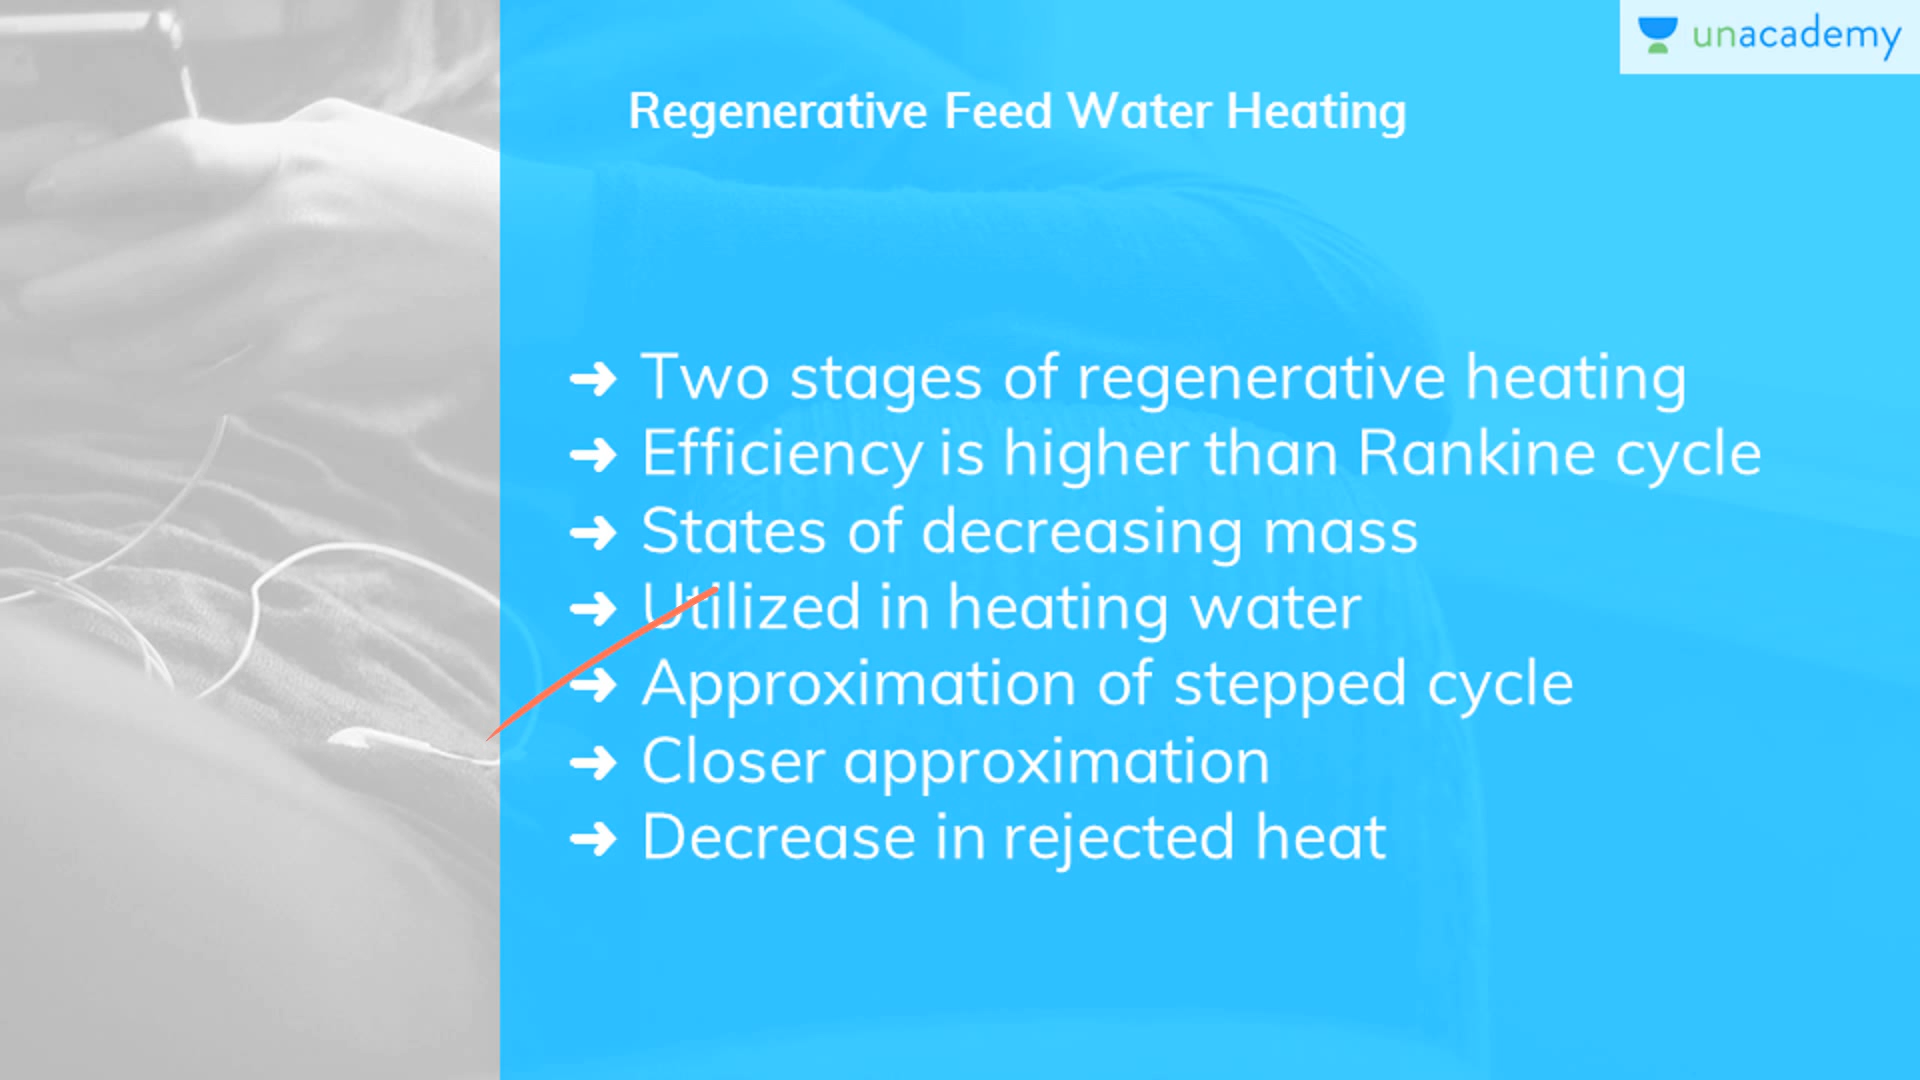 unacademy
Regenerative Feed Water Heating
➔ Two stages of regenerative heating
➔ Efficiency is higher than Rankine cycle
➔ States of decreasing mass
➔ Utilized in heating water
➔ Approximation of stepped cycle
➔ Closer approximation
➔ Decrease in rejected heat